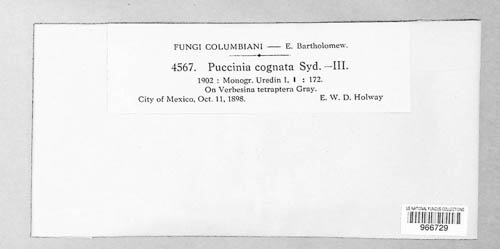 FUNGI COLUMBIANI — E. Bartholomew.
4567. Puccinia cognata Syd. —III.
1902 : Monogr. Uredin I, 1 : 172.
On Verbesina tetraptera Gray.
City of Mexico, Oct. 11, 1898. E. W. D. Holway
US NATIONAL FUNGUS COLLECTIONS
966729